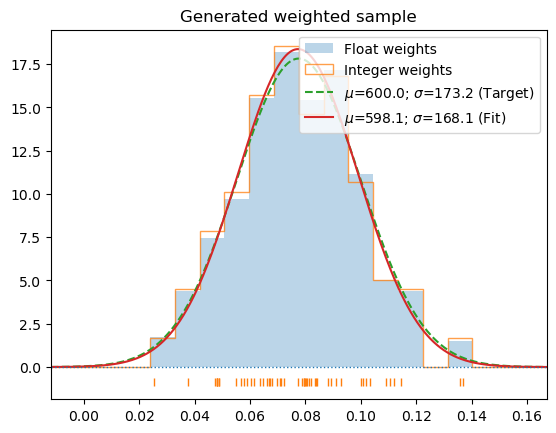 Generated weighted sample
Float weights
Integer weights
μ=600.0; σ=173.2 (Target)
μ=598.1; σ=168.1 (Fit)
17.5
15.0
12.5
10.0
7.5
5.0
2.5
0.0
0.00 0.02 0.04 0.06 0.08 0.10 0.12 0.14 0.16